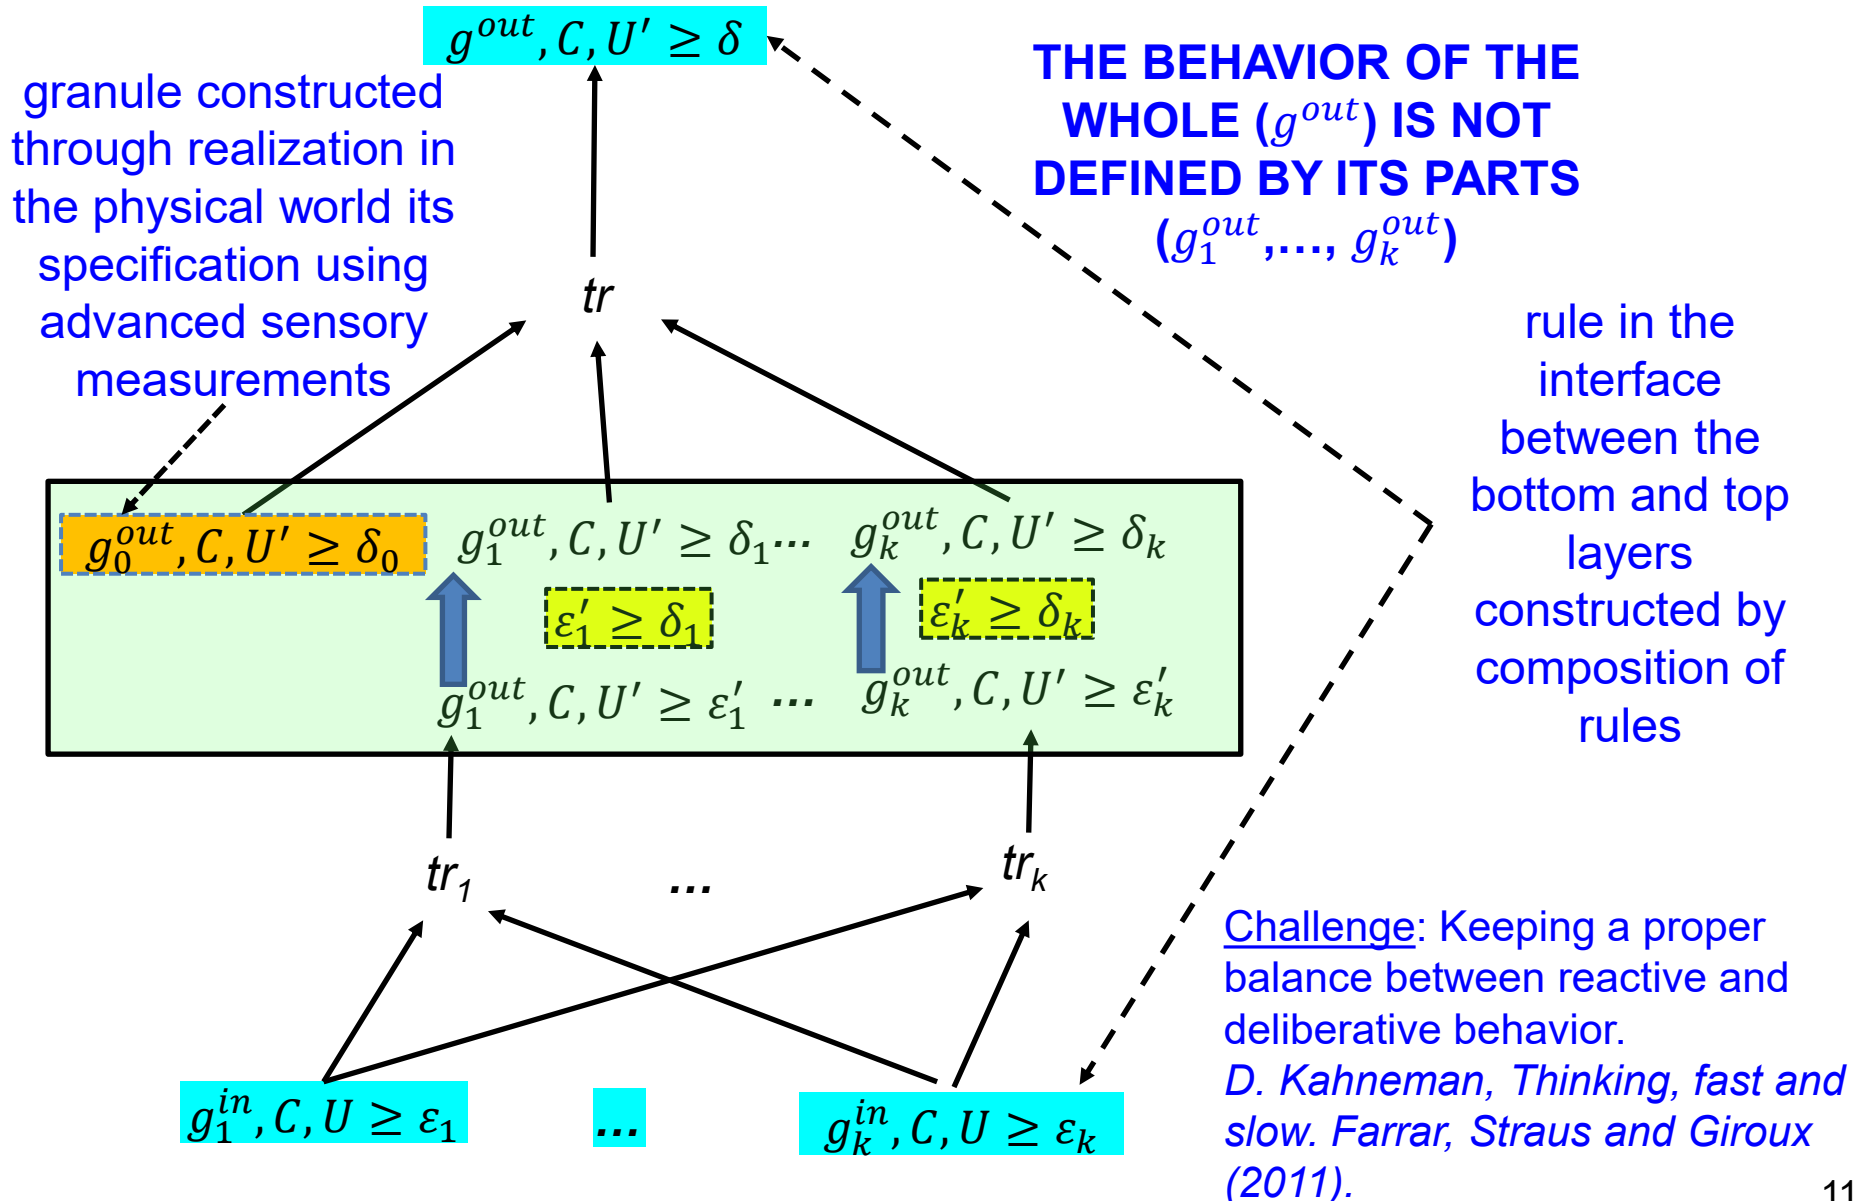 g^{out}, C, U′ ≥ δ
granule constructed
through realization in
the physical world its
specification using
advanced sensory
measurements
THE BEHAVIOR OF THE
WHOLE (g^{out}) IS NOT
DEFINED BY ITS PARTS
(g_1^{out},..., g_k^{out})
tr
rule in the
interface
between the
bottom and top
layers
constructed by
composition of
rules
g_0^{out}, C, U′ ≥ δ_0
g_1^{out}, C, U′ ≥ δ_1 ... g_k^{out}, C, U′ ≥ δ_k
ε_1′ ≥ δ_1
ε_k′ ≥ δ_k
g_1^{out}, C, U′ ≥ ε_1′ ... g_k^{out}, C, U′ ≥ ε_k′
tr_1 ... tr_k
g_1^{in}, C, U ≥ ε_1 ... g_k^{in}, C, U ≥ ε_k
Challenge: Keeping a proper
balance between reactive and
deliberative behavior.
D. Kahneman, Thinking, fast and
slow. Farrar, Straus and Giroux
(2011).
11